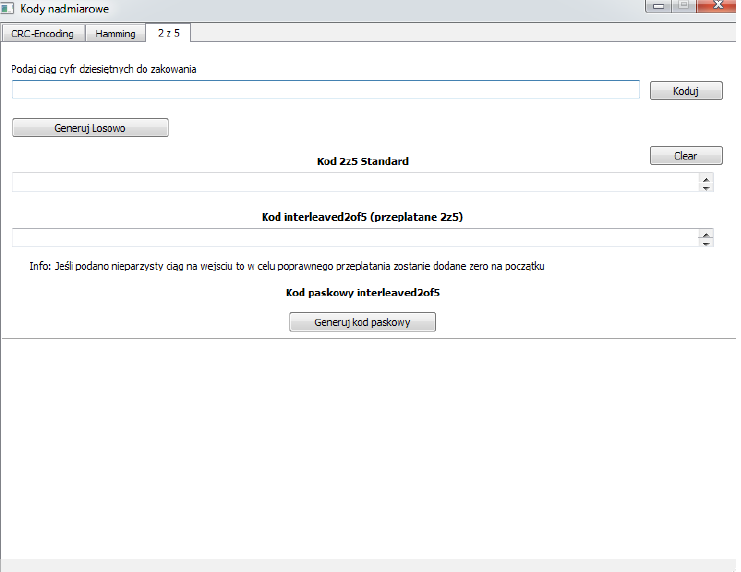 Kody nadmiarowe
CRC-Encoding Hamming 2 z 5
Podaj ciąg cyfr dziesiętnych do zakowania
Koduj
Generuj Losowo
Clear
Kod 2z5 Standard
Kod interleaved2of5 (przeplatane 2z5)
Info: Jeśli podano nieparzysty ciąg na wejsciu to w celu poprawnego przeplatania zostanie dodane zero na początku
Kod paskowy interleaved2of5
Generuj kod paskowy